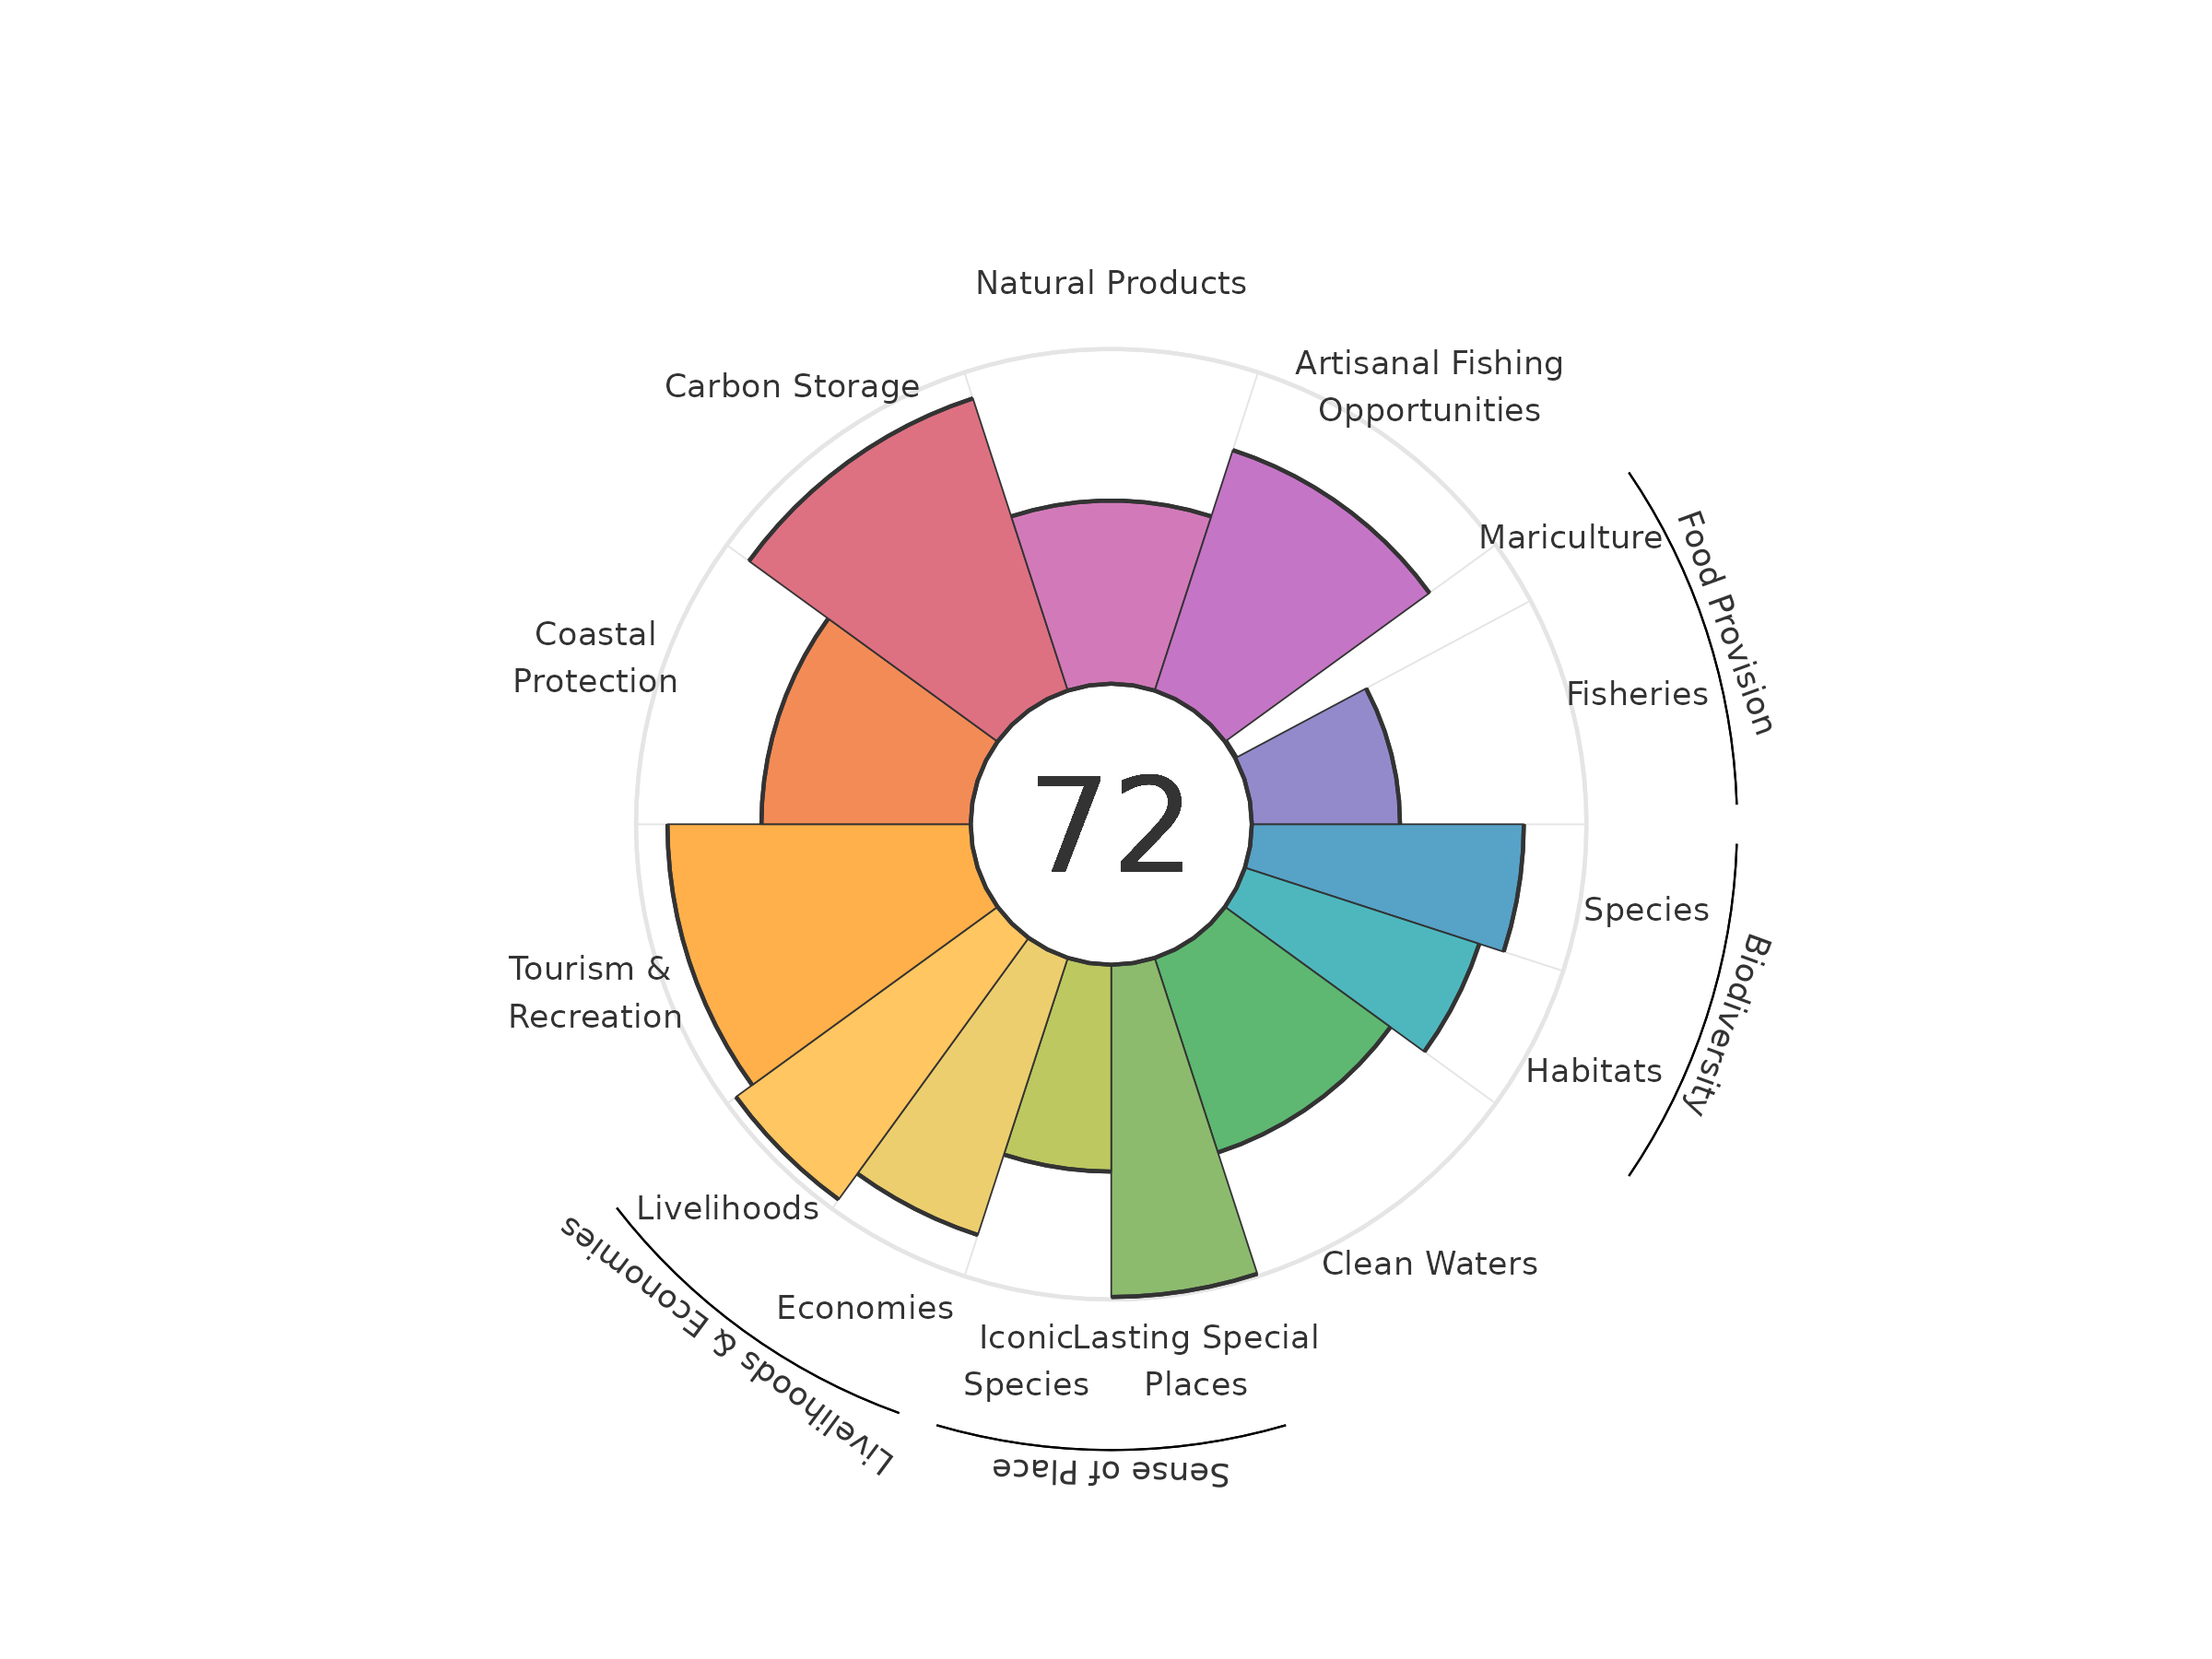 Natural Products
Artisanal Fishing
Opportunities
Carbon Storage
Mariculture
Food Provision
Coastal
Protection
Fisheries
72
Species
Biodiversity
Tourism &
Recreation
Habitats
Livelihoods
Livelihoods & Economies
Clean Waters
Economies
Iconic
Species
Lasting Special
Places
Sense of Place